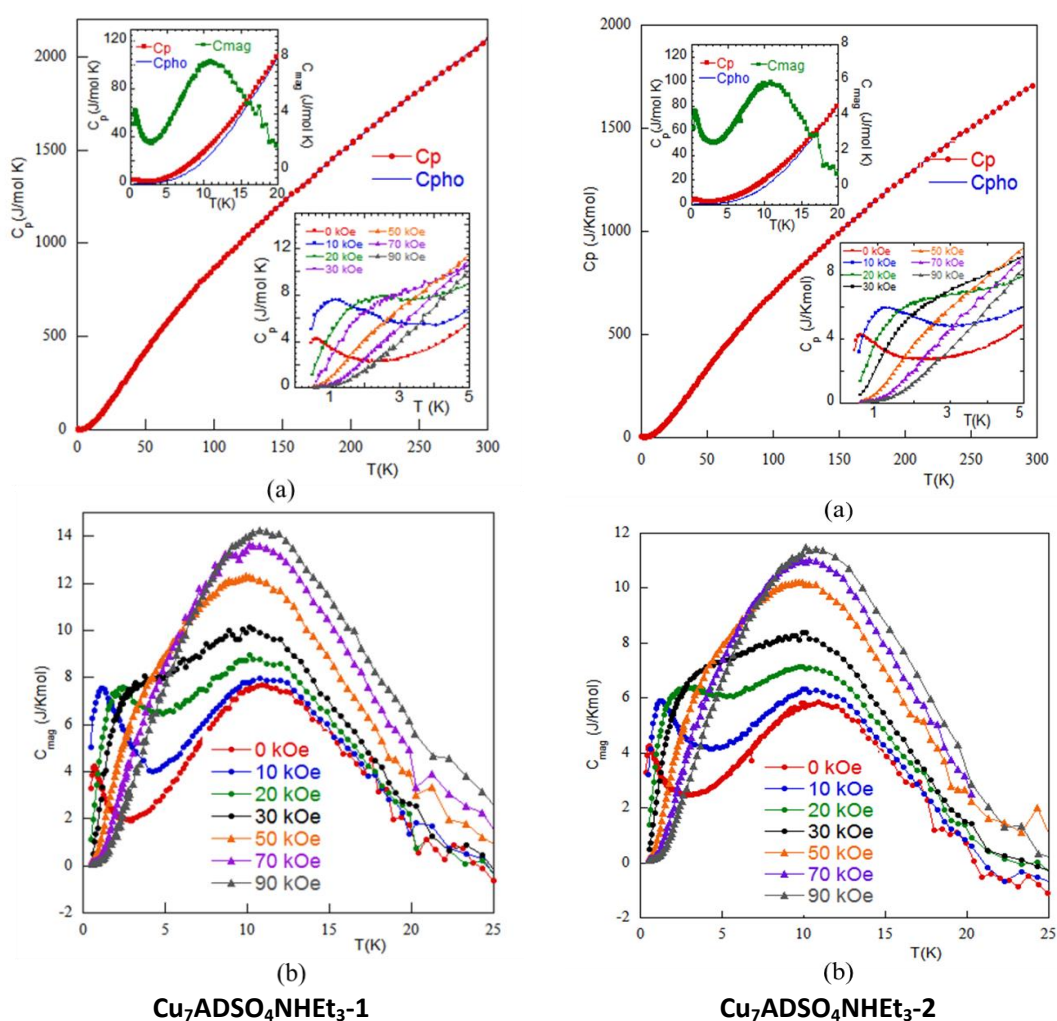 2000
1500
1000
500
0
C_p (J/mol K)
0 50 100 150 200 250 300
T(K)
Cp
Cpho
120
80
40
0
C_p (J/mol K)
Cp
Cpho
Cmag
8
4
0
C_mag (J/mol K)
0 5 10 15 20
T(K)
12
8
4
0
C_p (J/mol K)
0 kOe 50 kOe
10 kOe 70 kOe
20 kOe 90 kOe
30 kOe
1 3 5
T (K)
(a)
2000
1500
1000
500
0
Cp (J/Kmol)
0 50 100 150 200 250 300
T(K)
Cp
Cpho
120
100
80
60
40
20
0
C_p (J/mol K)
Cp
Cpho
Cmag
8
6
4
2
0
C_mag (J/mol K)
0 5 10 15 20
T(K)
8
4
0
C_p (J/Kmol)
0 kOe 50 kOe
10 kOe 70 kOe
20 kOe 90 kOe
30 kOe
1 3 5
T(K)
(a)
14
12
10
8
6
4
2
0
-2
C_mag (J/Kmol)
0 kOe
10 kOe
20 kOe
30 kOe
50 kOe
70 kOe
90 kOe
0 5 10 15 20 25
T(K)
(b)
Cu₇ADSO₄NHEt₃-1
12
10
8
6
4
2
0
-2
C_mag (J/Kmol)
0 kOe
10 kOe
20 kOe
30 kOe
50 kOe
70 kOe
90 kOe
0 5 10 15 20 25
T(K)
(b)
Cu₇ADSO₄NHEt₃-2